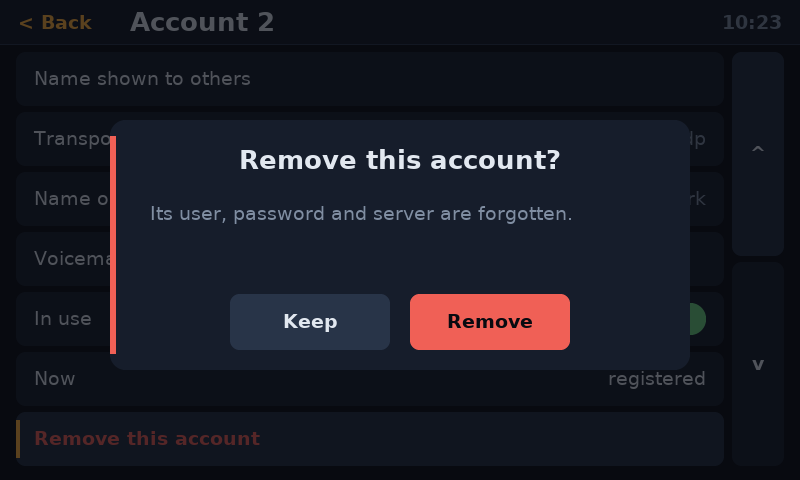 < Back Account 2 10:23
Name shown to others
^
Name
In use
Now registered
v
Remove this account
Remove this account?
Its user, password and server are forgotten.
Keep Remove